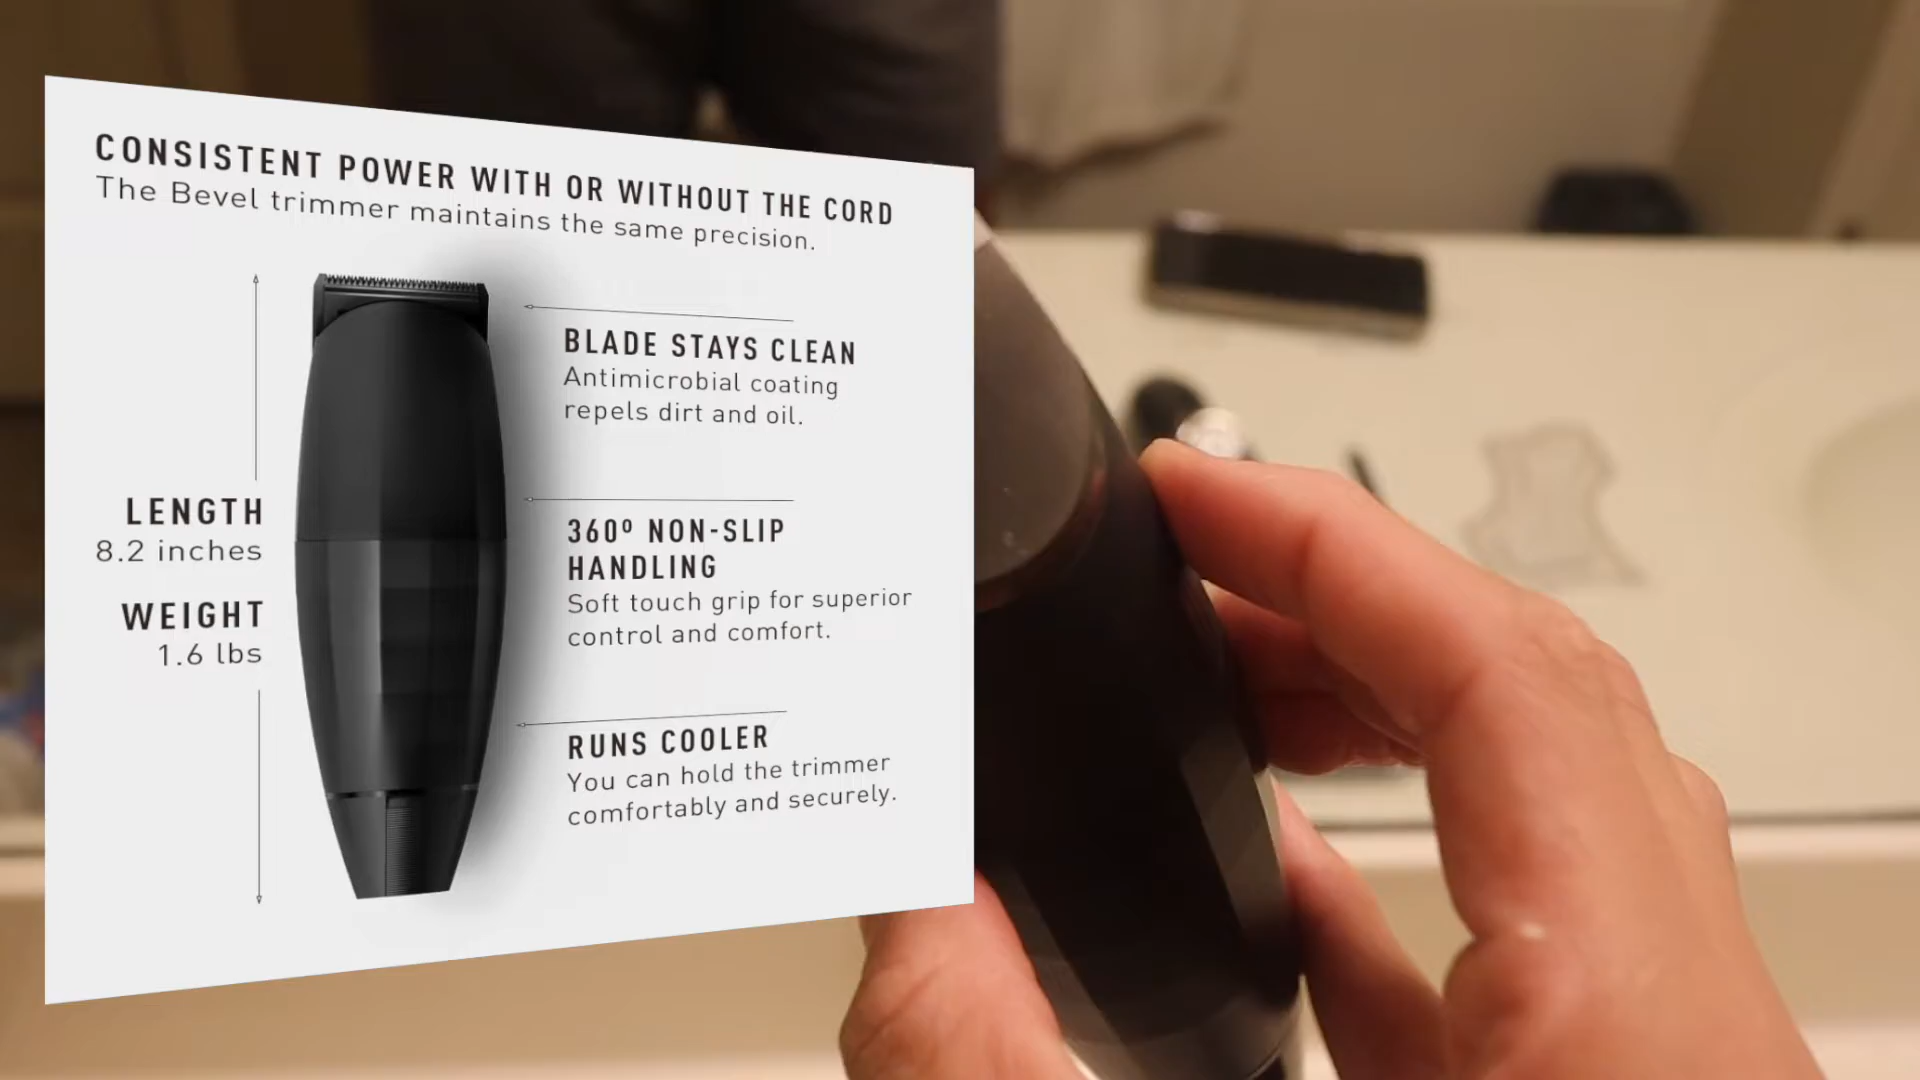 CONSISTENT POWER WITH OR WITHOUT THE CORD
The Bevel trimmer maintains the same precision.
BLADE STAYS CLEAN
Antimicrobial coating
repels dirt and oil.
LENGTH
8.2 inches
WEIGHT
1.6 lbs
360º NON-SLIP
HANDLING
Soft touch grip for superior
control and comfort.
RUNS COOLER
You can hold the trimmer
comfortably and securely.